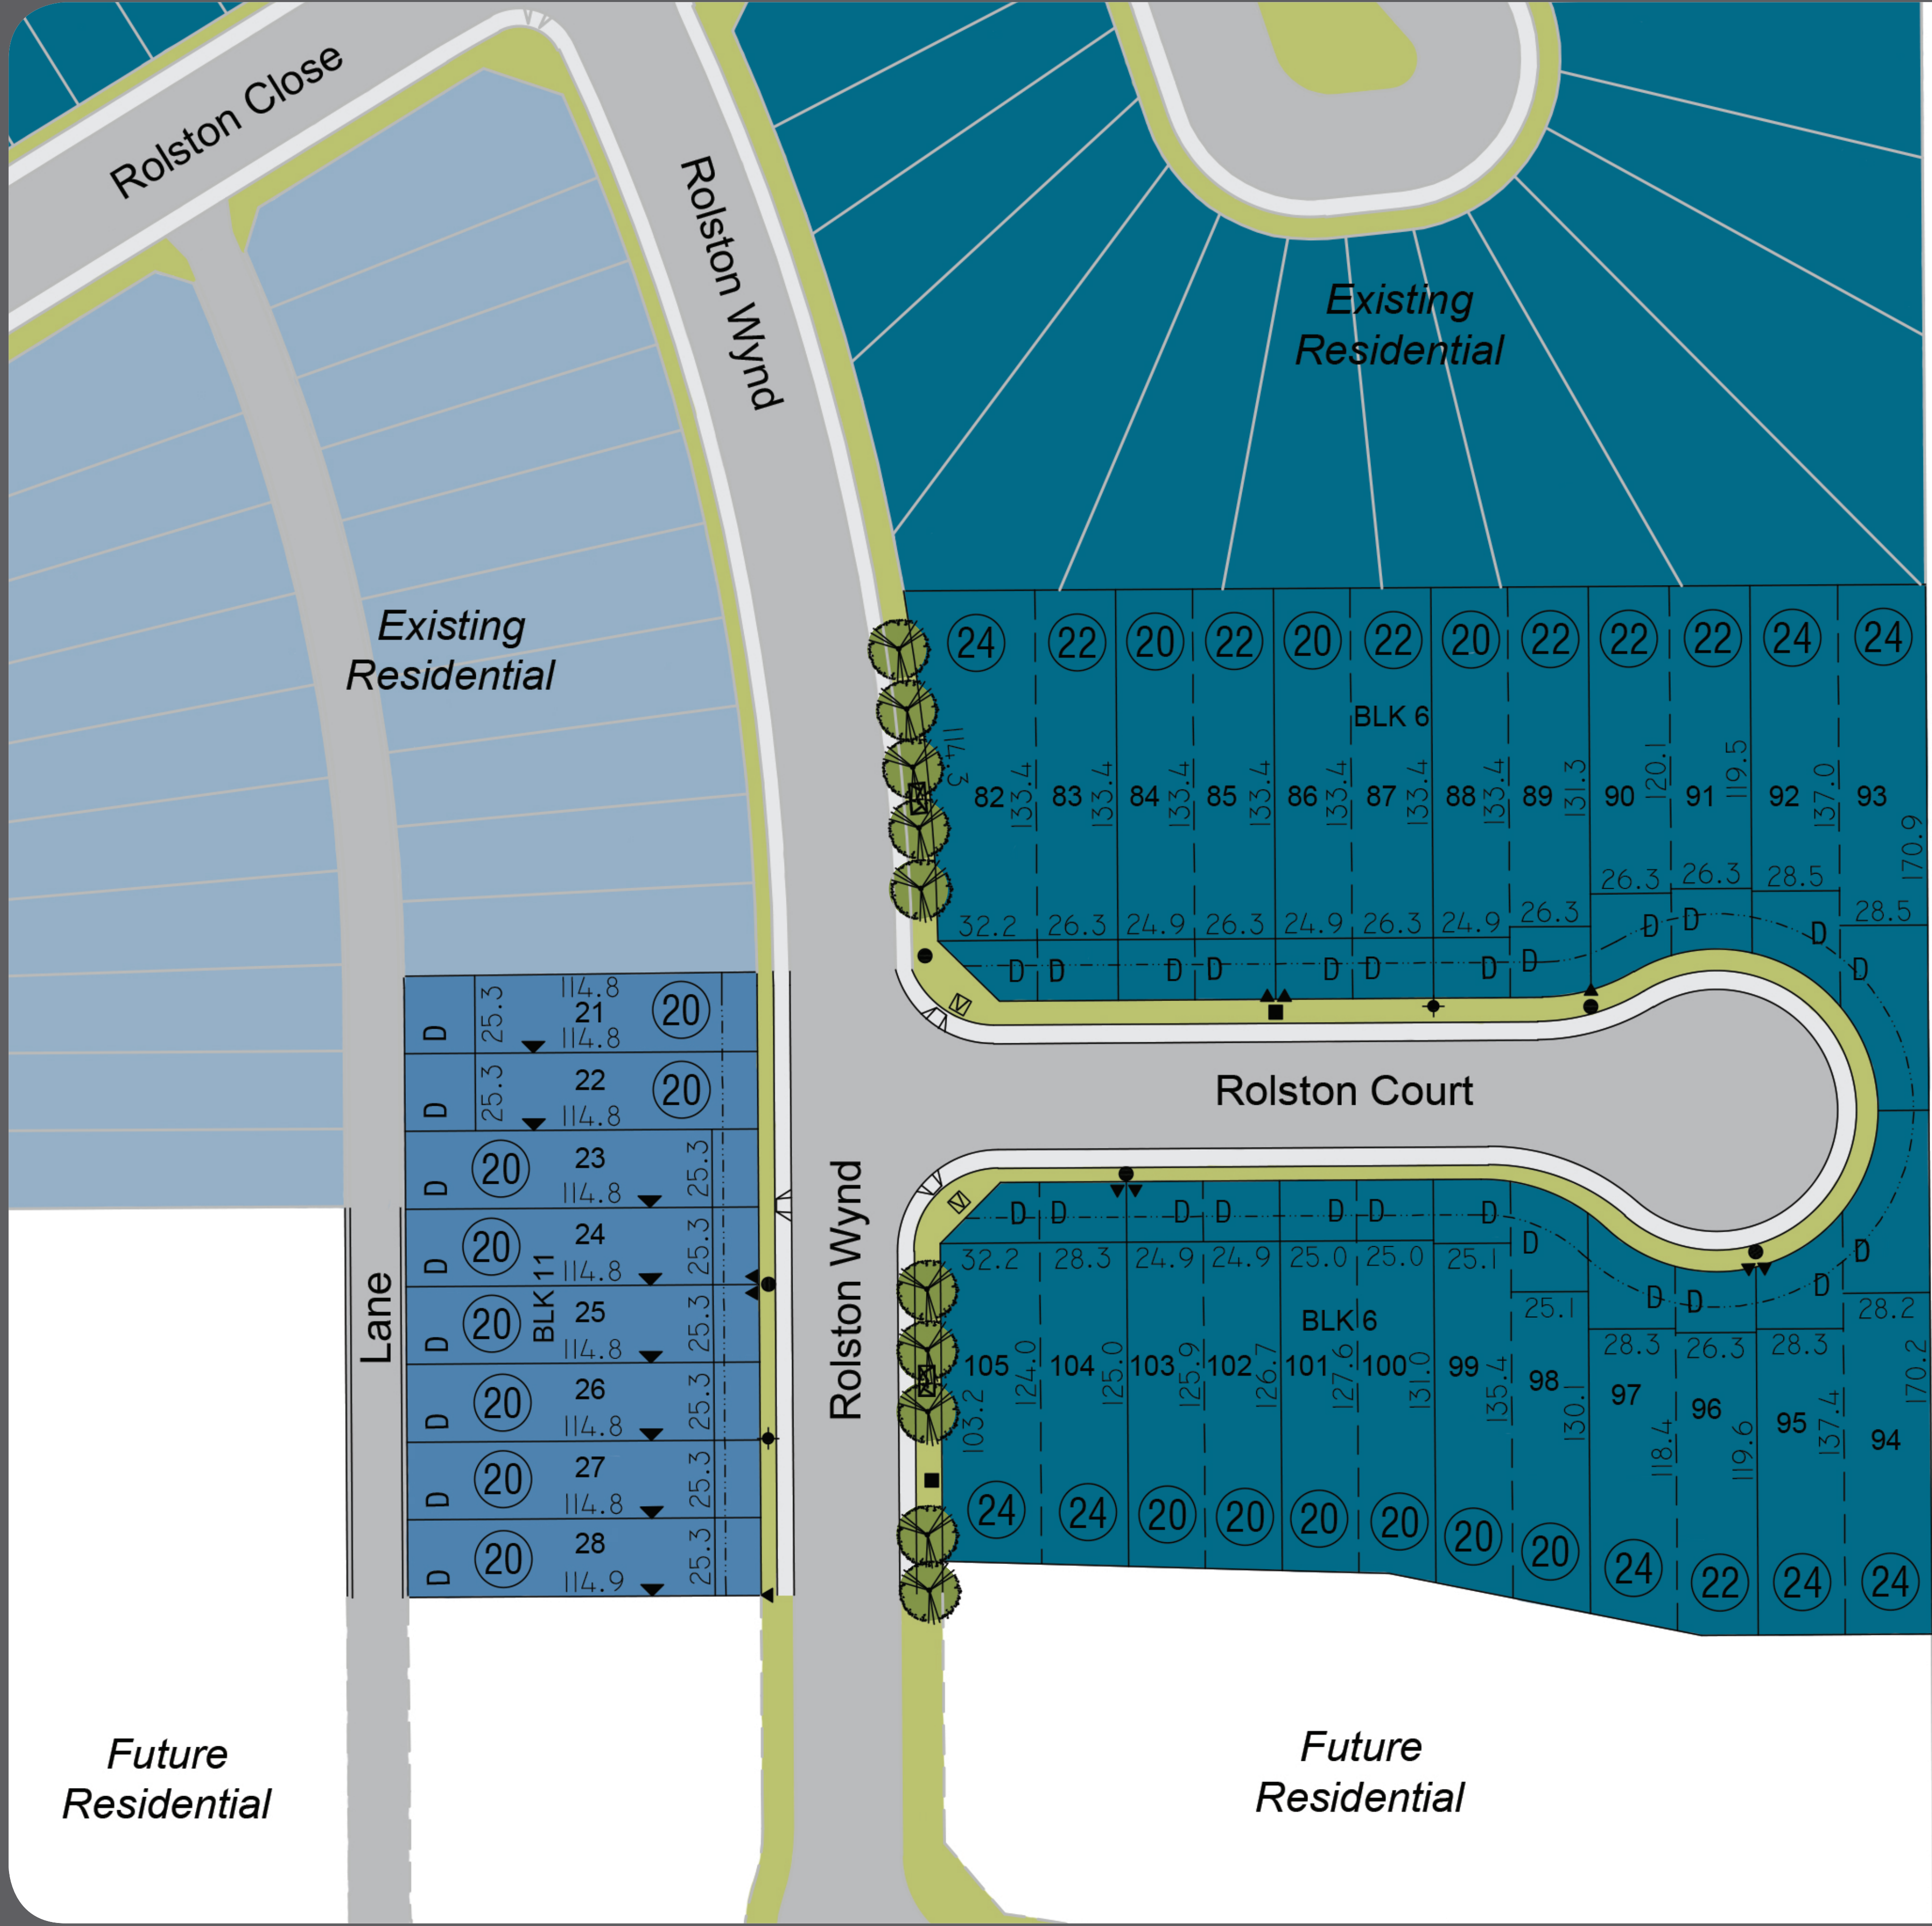 Rolston Close
Rolston Wynd
Existing
Residential
Existing
Residential
24 22 20 22 20 22 20 22 22 22 24 24
BLK 6
114.3
82 83 84 85 86 87 88 89 90 91 92 93
133.4 133.4 133.4 133.4 133.4 133.4 133.4 131.3 120.1 119.5 137.0 170.9
32.2 26.3 24.9 26.3 24.9 26.3 24.9 26.3 26.3 26.3 28.5 28.5
D D D D D D D D D D D D
Rolston Court
114.8
25.3 21 20
D 114.8
25.3 22 20
D 114.8
20 23 25.3
D 114.8
20 24 25.3
D 114.8
BLK 11
20 25 25.3
D 114.8
20 26 25.3
D 114.8
20 27 25.3
D 114.8
20 28 25.3
D 114.9
Lane
Rolston Wynd
D D D D D D D D D D D D
32.2 28.3 24.9 24.9 25.0 25.0 25.1 25.1 28.3 26.3 28.3 28.2
BLK 6
105 104 103 102 101 100 99 98 97 96 95 94
103.2 124.0 125.0 125.9 126.7 127.6 131.0 135.4 130.1 118.4 119.6 137.4 170.2
24 24 20 20 20 20 20 20 24 22 24 24
Future
Residential
Future
Residential